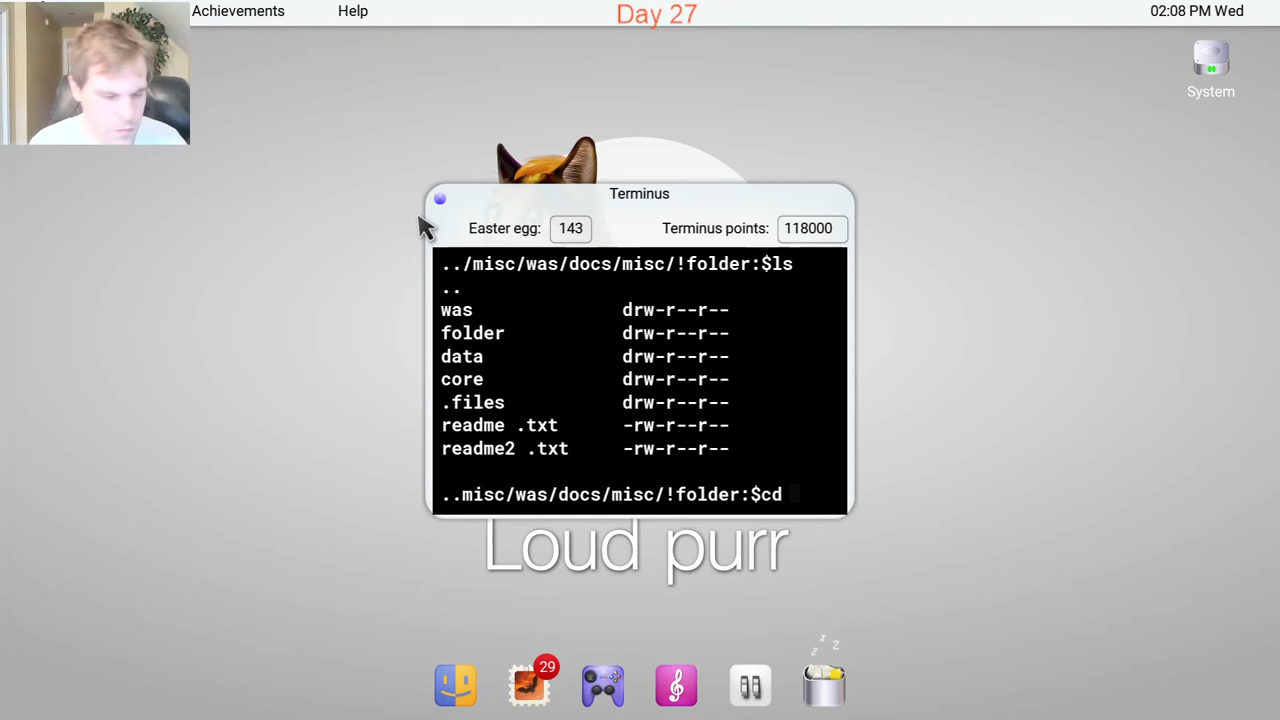 Achievements Help Day 27 02:08 PM Wed
System
Terminus
Easter egg: 143 Terminus points: 118000
../misc/was/docs/misc/!folder:$ls
..
was drw-r--r--
folder drw-r--r--
data drw-r--r--
core drw-r--r--
.files drw-r--r--
readme .txt -rw-r--r--
readme2 .txt -rw-r--r--
..misc/was/docs/misc/!folder:$cd
Loud purr
z z
z
29